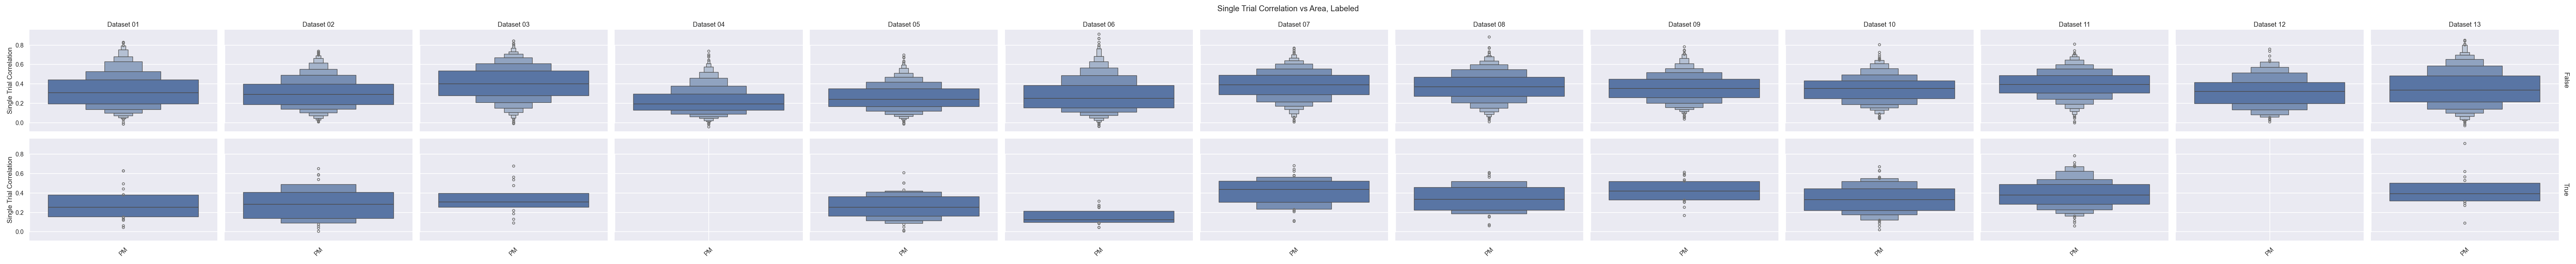 Single Trial Correlation vs Area, Labeled
Dataset 01 Dataset 02 Dataset 03 Dataset 04 Dataset 05 Dataset 06 Dataset 07 Dataset 08 Dataset 09 Dataset 10 Dataset 11 Dataset 12 Dataset 13
Single Trial Correlation
0.8
0.6
0.4
0.2
0.0
False
Single Trial Correlation
0.8
0.6
0.4
0.2
0.0
True
PM PM PM PM PM PM PM PM PM PM PM PM PM